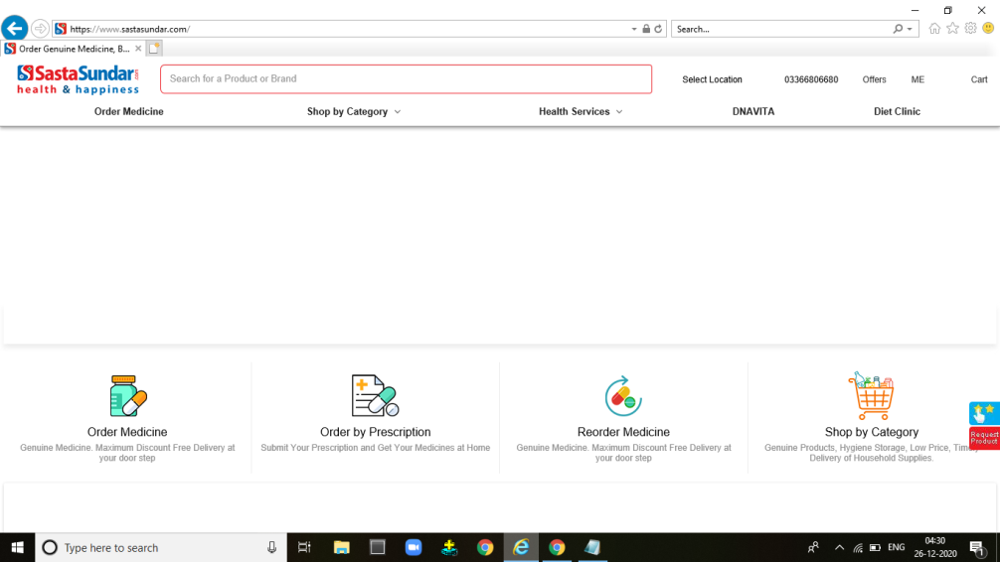 https://www.sastasundar.com/
Search...
Order Genuine Medicine, B...
SastaSundar.com
health & happiness
Search for a Product or Brand
Select Location
03366806680
Offers
ME
Cart
Order Medicine
Shop by Category
Health Services
DNAVITA
Diet Clinic
Order Medicine
Genuine Medicine. Maximum Discount Free Delivery at
your door step
Order by Prescription
Submit Your Prescription and Get Your Medicines at Home
Reorder Medicine
Genuine Medicine. Maximum Discount Free Delivery at
your door step
Shop by Category
Genuine Products, Hygiene Storage, Low Price, Time
Delivery of Household Supplies.
Request
Product
Type here to search
ENG
04:30
26-12-2020
1